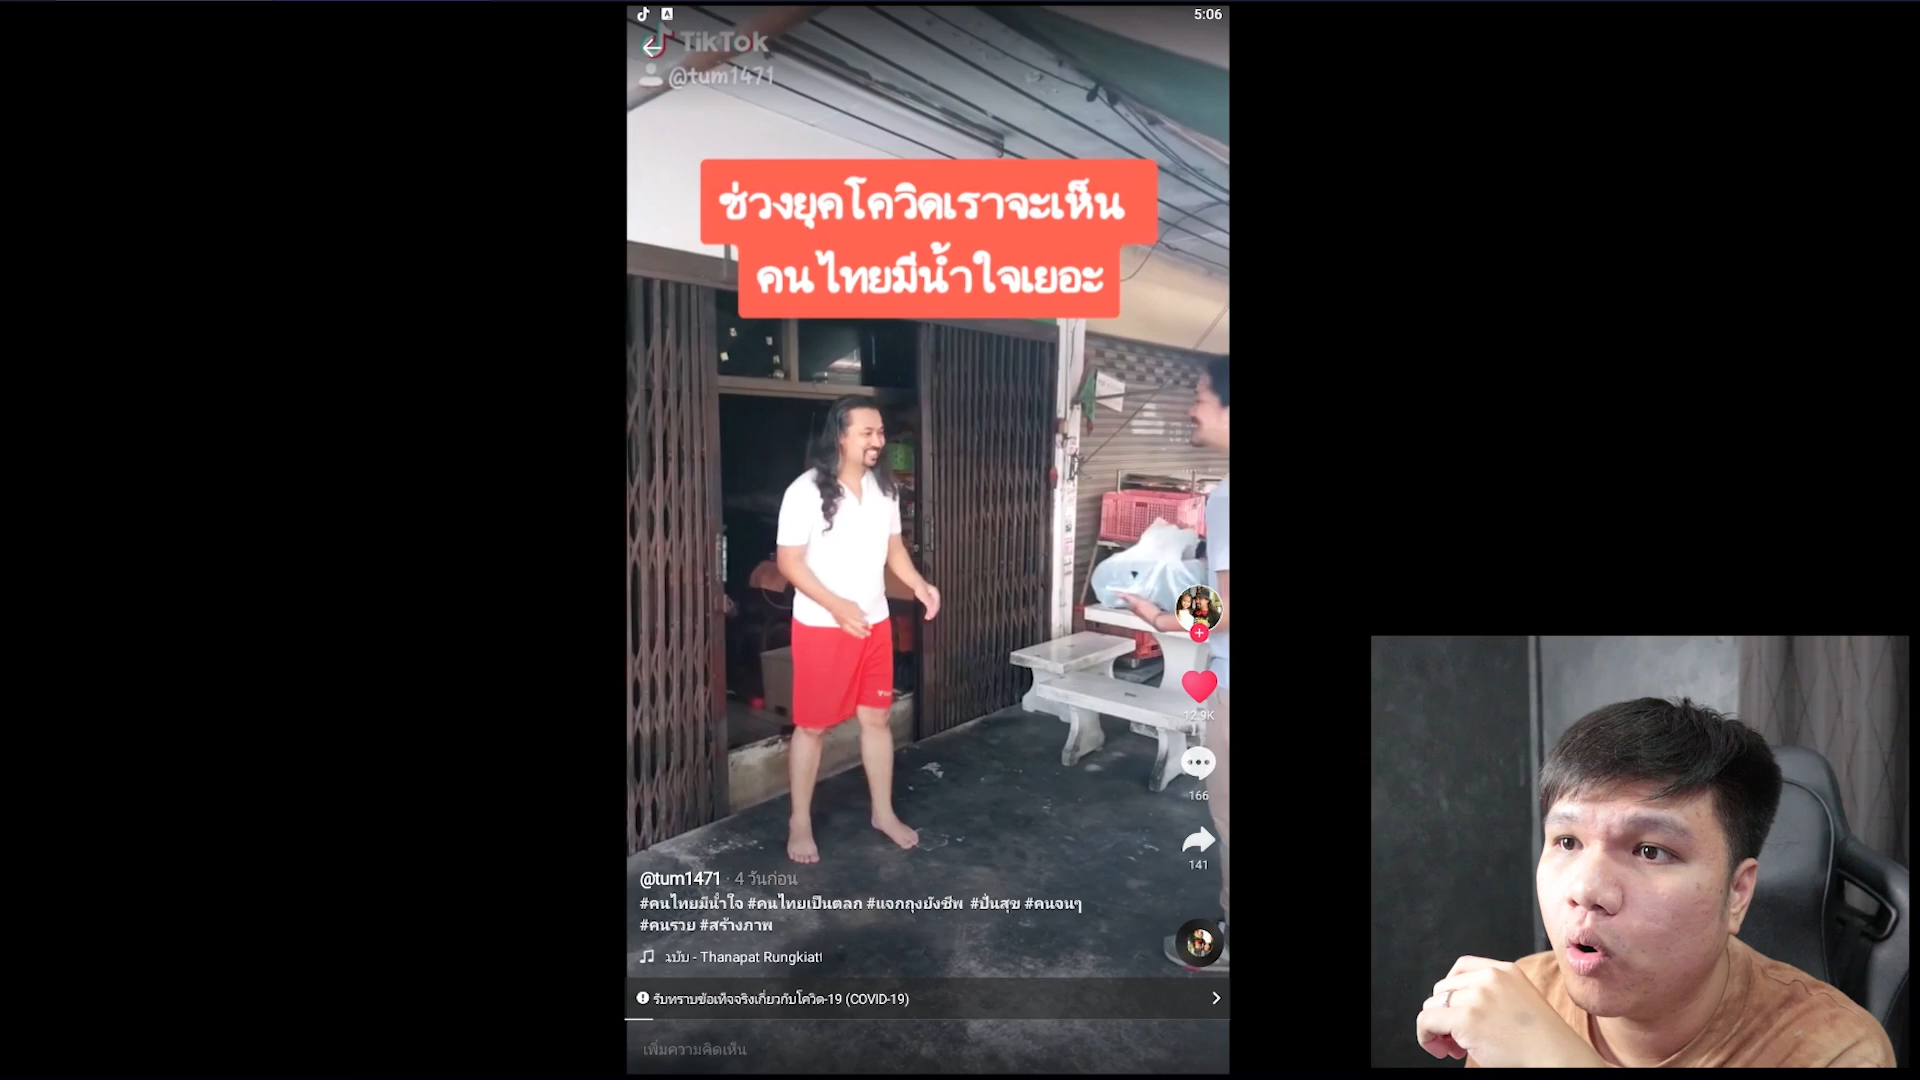 5:06
TikTok
@tum1471
ช่วงยุคโควิดเราจะเห็น
คนไทยมีน้ำใจเยอะ
12.9K
166
141
@tum1471 · 4 วันก่อน
#คนไทยมีน้ำใจ #คนไทยเป็นตลก #แจกถุงยังชีพ #ปั่นสุข #คนจนๆ
#คนรวย #สร้างภาพ
ฉบับ - Thanapat Rungkiat
รับทราบข้อเท็จจริงเกี่ยวกับโควิด-19 (COVID-19)
เพิ่มความคิดเห็น